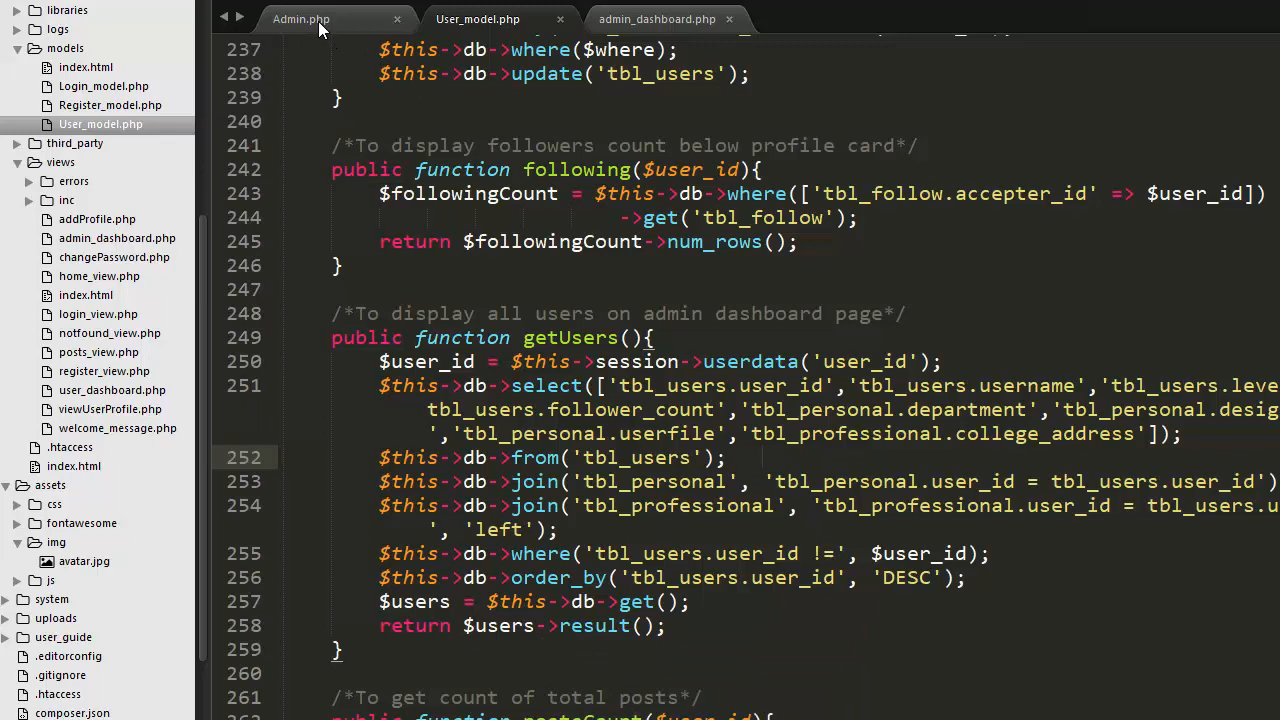 libraries
logs
models
index.html
Login_model.php
Register_model.php
User_model.php
third_party
views
errors
inc
addProfile.php
admin_dashboard.php
changePassword.php
home_view.php
index.html
login_view.php
notfound_view.php
posts_view.php
register_view.php
user_dashboard.php
viewUserProfile.php
welcome_message.php
.htaccess
index.html
assets
css
fontawesome
img
avatar.jpg
js
system
uploads
user_guide
.editorconfig
.gitignore
.htaccess
composer.json
Admin.php × User_model.php × admin_dashboard.php ×
237 $this->db->where($where);
238 $this->db->update('tbl_users');
239 }
240
241 /*To display followers count below profile card*/
242 public function following($user_id){
243 $followingCount = $this->db->where(['tbl_follow.accepter_id' => $user_id])
244 ->get('tbl_follow');
245 return $followingCount->num_rows();
246 }
247
248 /*To display all users on admin dashboard page*/
249 public function getUsers(){
250 $user_id = $this->session->userdata('user_id');
251 $this->db->select(['tbl_users.user_id','tbl_users.username','tbl_users.leve
tbl_users.follower_count','tbl_personal.department','tbl_personal.desig
','tbl_personal.userfile','tbl_professional.college_address']);
252 $this->db->from('tbl_users');
253 $this->db->join('tbl_personal', 'tbl_personal.user_id = tbl_users.user_id')
254 $this->db->join('tbl_professional', 'tbl_professional.user_id = tbl_users.u
', 'left');
255 $this->db->where('tbl_users.user_id !=', $user_id);
256 $this->db->order_by('tbl_users.user_id', 'DESC');
257 $users = $this->db->get();
258 return $users->result();
259 }
260
261 /*To get count of total posts*/